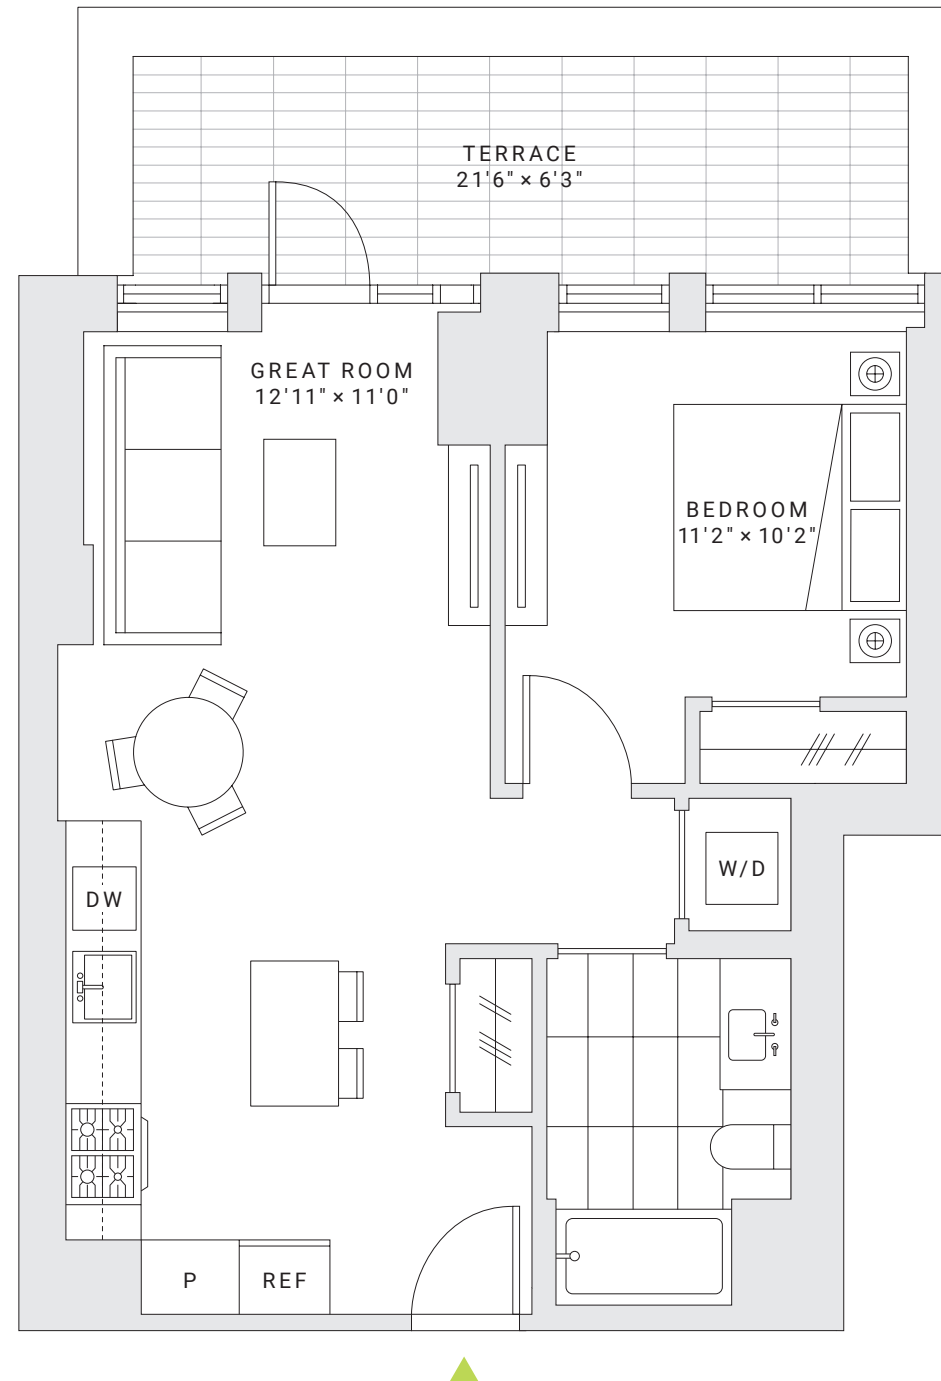 TERRACE
21'6" × 6'3"
GREAT ROOM
12'11" × 11'0"
BEDROOM
11'2" × 10'2"
W/D
DW
P
REF